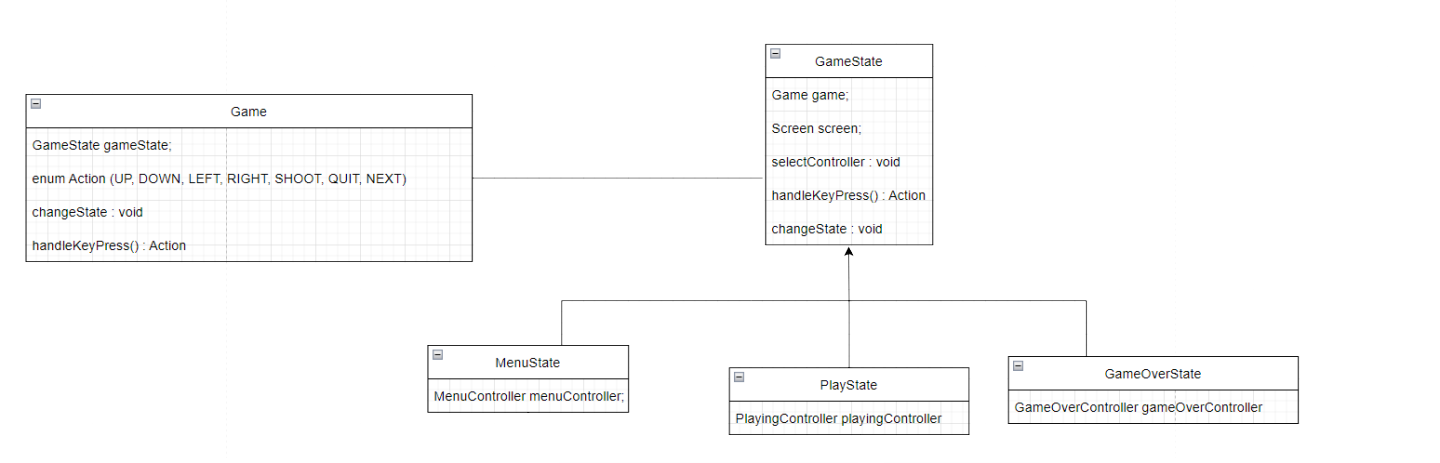 Game
GameState gameState;
enum Action (UP, DOWN, LEFT, RIGHT, SHOOT, QUIT, NEXT)
changeState : void
handleKeyPress() : Action
GameState
Game game;
Screen screen;
selectController : void
handleKeyPress() : Action
changeState : void
MenuState
MenuController menuController;
PlayState
PlayingController playingController
GameOverState
GameOverController gameOverController